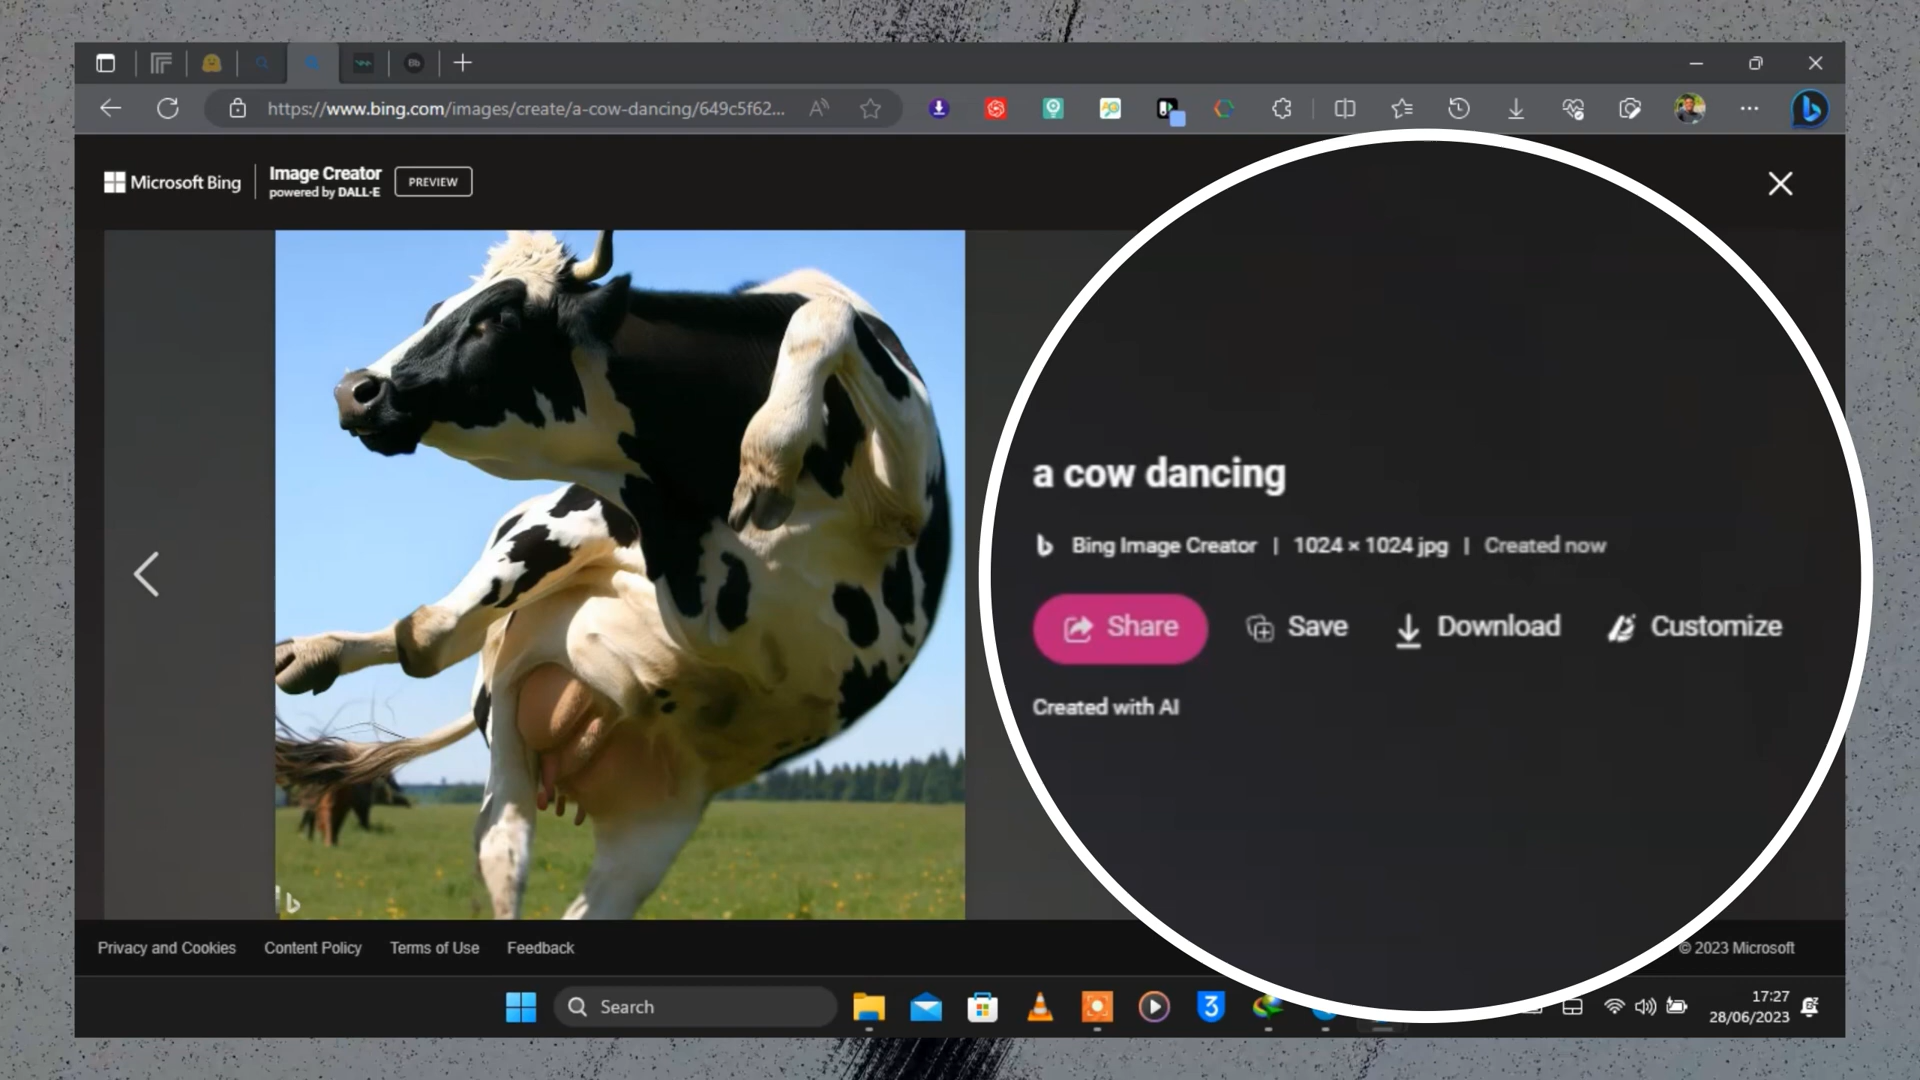 https://www.bing.com/images/create/a-cow-dancing/649c5f62...
Microsoft Bing
Image Creator
powered by DALL·E
PREVIEW
a cow dancing
Bing Image Creator | 1024 × 1024 jpg | Created now
Share
Save
Download
Customize
Created with AI
Privacy and Cookies
Content Policy
Terms of Use
Feedback
© 2023 Microsoft
Search
3
17:27
28/06/2023